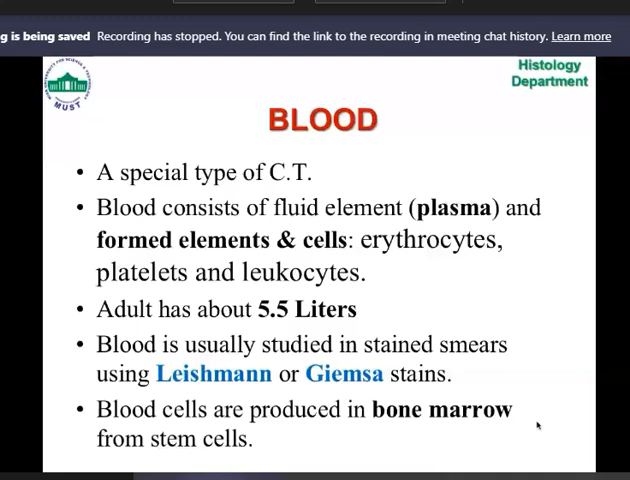 g is being saved Recording has stopped. You can find the link to the recording in meeting chat history. Learn more
MUST
Histology
Department
BLOOD
• A special type of C.T.
• Blood consists of fluid element (plasma) and
formed elements & cells: erythrocytes,
platelets and leukocytes.
• Adult has about 5.5 Liters
• Blood is usually studied in stained smears
using Leishmann or Giemsa stains.
• Blood cells are produced in bone marrow
from stem cells.